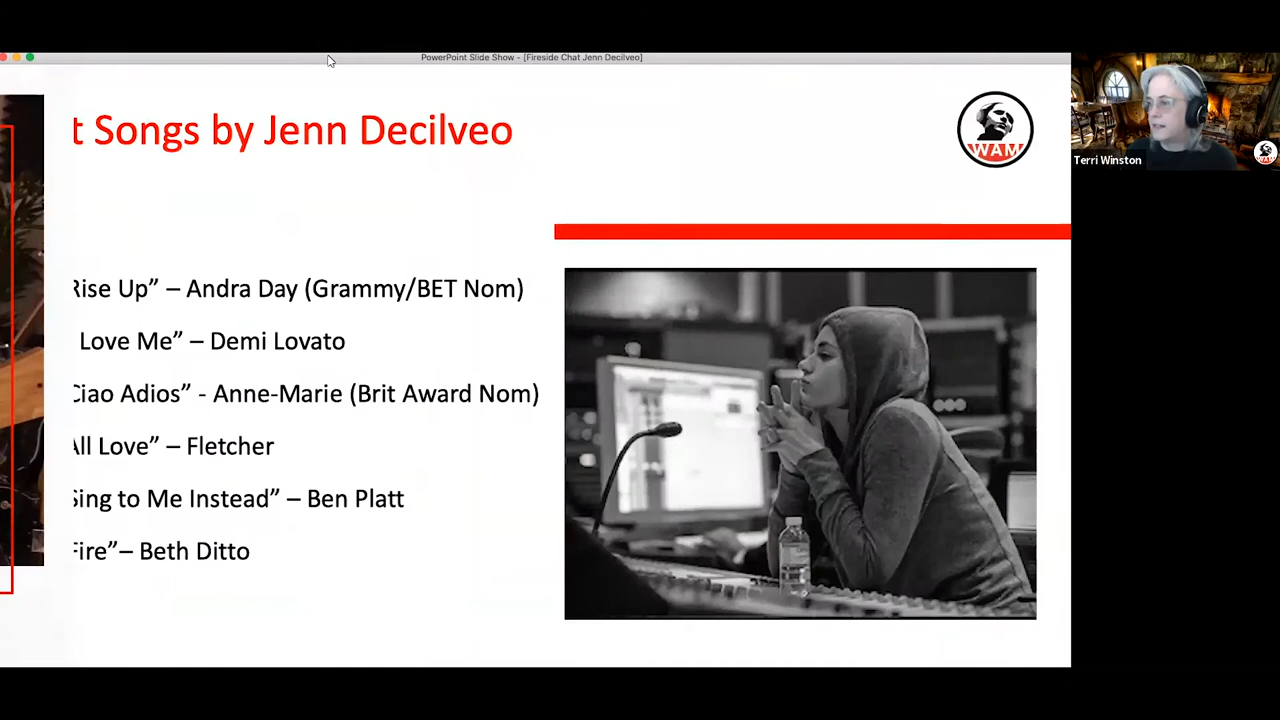 PowerPoint Slide Show - [Fireside Chat Jenn Decilveo]
t Songs by Jenn Decilveo
WAM
Terri Winston
Rise Up” – Andra Day (Grammy/BET Nom)
Love Me” – Demi Lovato
Ciao Adios” - Anne-Marie (Brit Award Nom)
All Love” – Fletcher
Sing to Me Instead” – Ben Platt
Fire”– Beth Ditto